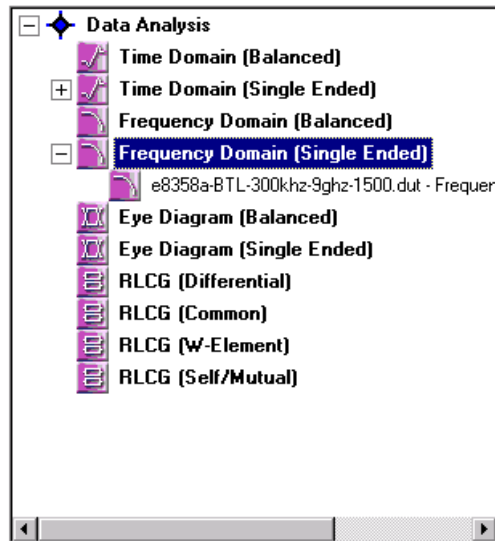 Data Analysis
Time Domain (Balanced)
Time Domain (Single Ended)
Frequency Domain (Balanced)
Frequency Domain (Single Ended)
e8358a-BTL-300khz-9ghz-1500.dut - Frequer
Eye Diagram (Balanced)
Eye Diagram (Single Ended)
RLCG (Differential)
RLCG (Common)
RLCG (W-Element)
RLCG (Self/Mutual)